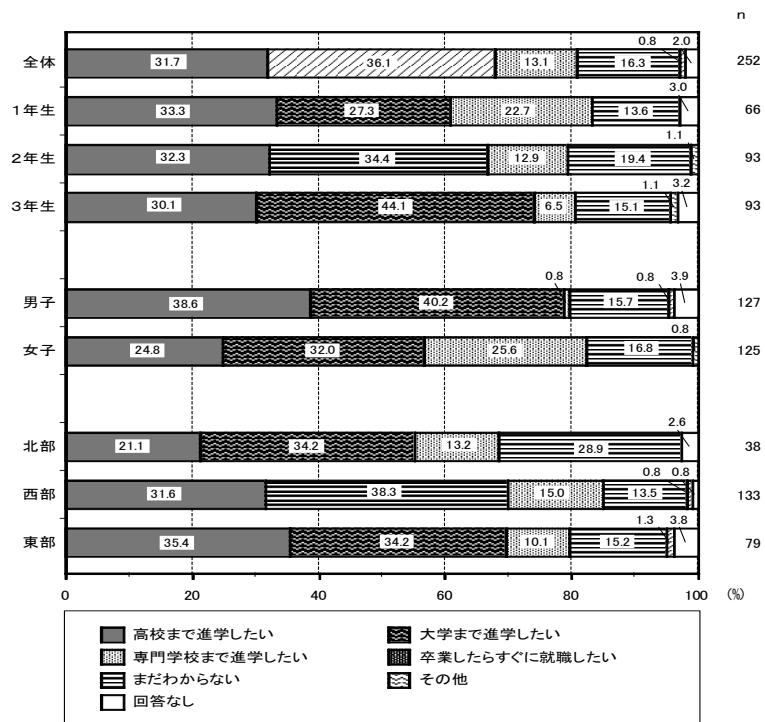 n
全体 31.7 36.1 13.1 16.3 0.8 2.0 252
1年生 33.3 27.3 22.7 13.6 3.0 66
2年生 32.3 34.4 12.9 19.4 1.1 93
3年生 30.1 44.1 6.5 15.1 1.1 3.2 93
男子 38.6 40.2 0.8 15.7 0.8 3.9 127
女子 24.8 32.0 25.6 16.8 0.8 125
北部 21.1 34.2 13.2 28.9 2.6 38
西部 31.6 38.3 15.0 13.5 0.8 0.8 133
東部 35.4 34.2 10.1 15.2 1.3 3.8 79
0 20 40 60 80 100 (%)
高校まで進学したい 大学まで進学したい
専門学校まで進学したい 卒業したらすぐに就職したい
まだわからない その他
回答なし